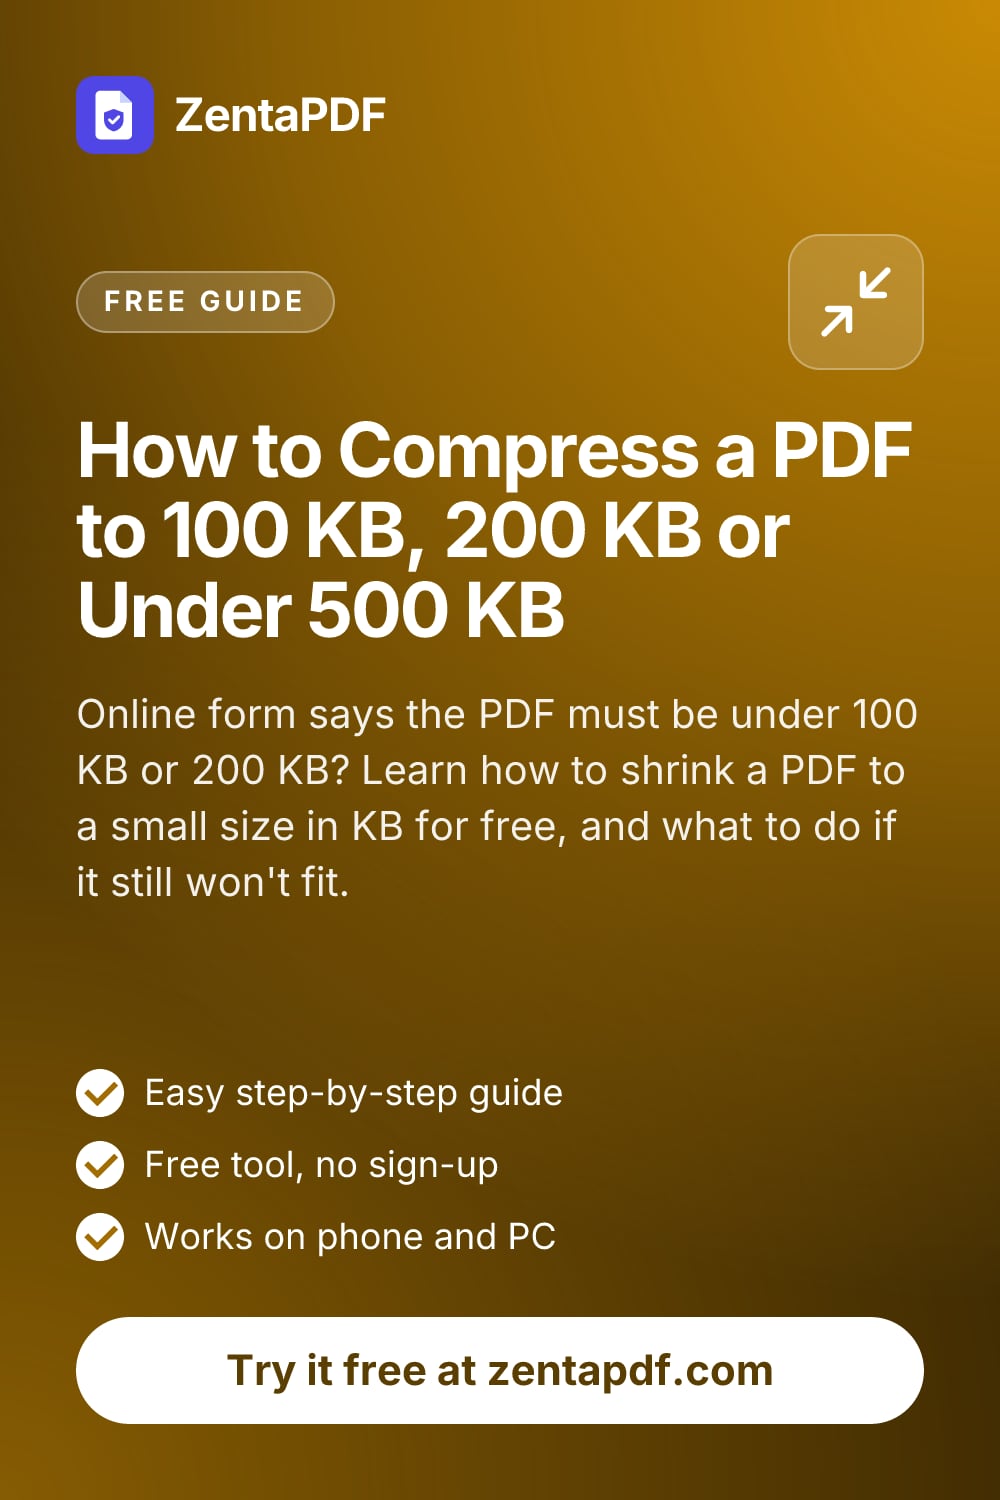 ZentaPDF
FREE GUIDE
How to Compress a PDF
to 100 KB, 200 KB or
Under 500 KB
Online form says the PDF must be under 100
KB or 200 KB? Learn how to shrink a PDF to
a small size in KB for free, and what to do if
it still won't fit.
Easy step-by-step guide
Free tool, no sign-up
Works on phone and PC
Try it free at zentapdf.com